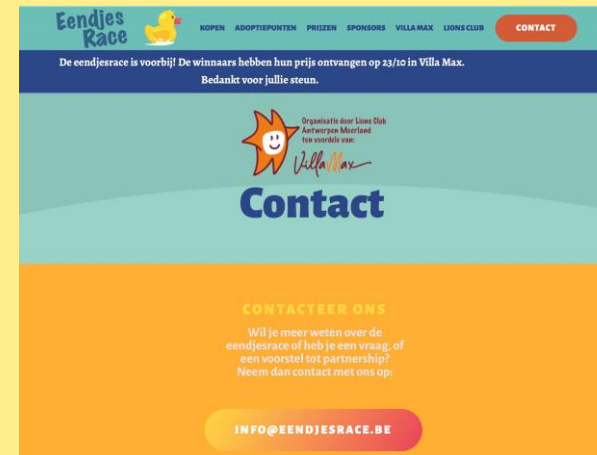 Eendjes
Race
KOPEN ADOPTIEPUNTEN PRIJZEN SPONSORS VILLA MAX LIONS CLUB CONTACT
De eendjesrace is voorbij! De winnaars hebben hun prijs ontvangen op 23/10 in Villa Max.
Bedankt voor jullie steun.
Organisatie door Lions Club
Antwerpen Moerland
ten voordele van:
VillaMax
Contact
CONTACTEER ONS
Wil je meer weten over de
eendjesrace of heb je een vraag, of
een voorstel tot partnership?
Neem dan contact met ons op:
INFO@EENDJESRACE.BE